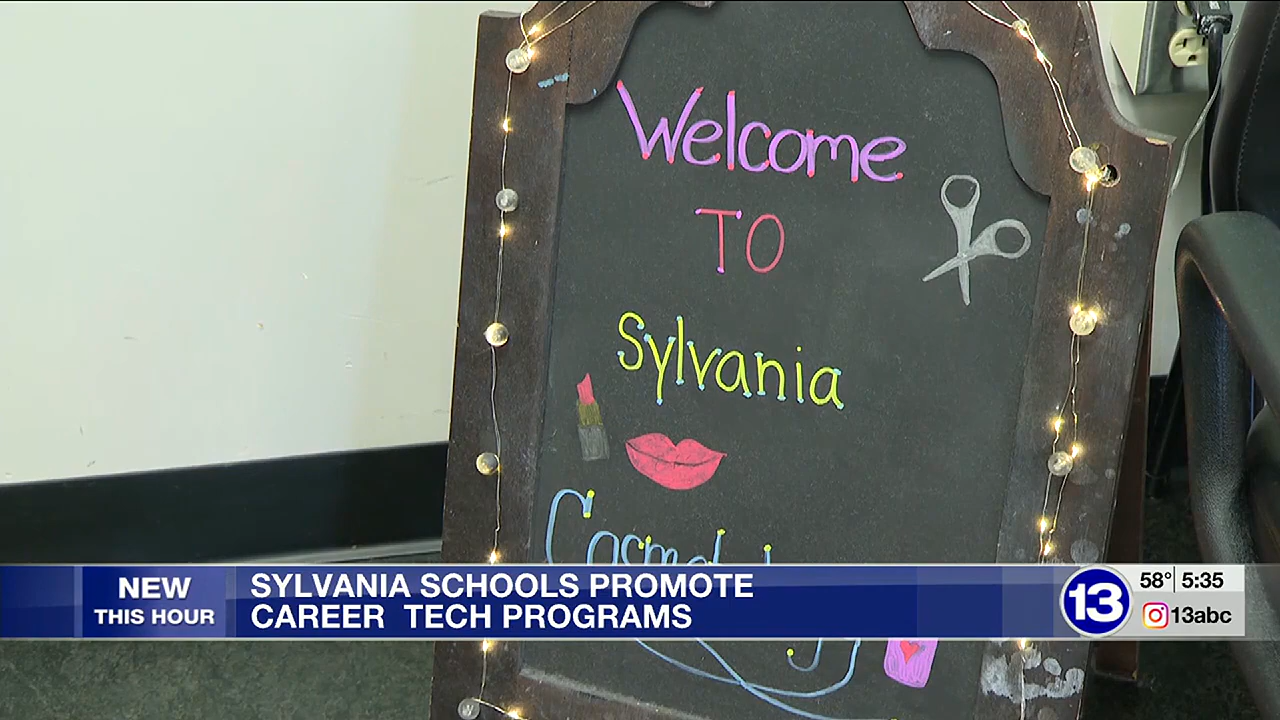 Welcome
TO
Sylvania
NEW
THIS HOUR
SYLVANIA SCHOOLS PROMOTE
CAREER TECH PROGRAMS
13
58° 5:35
13abc